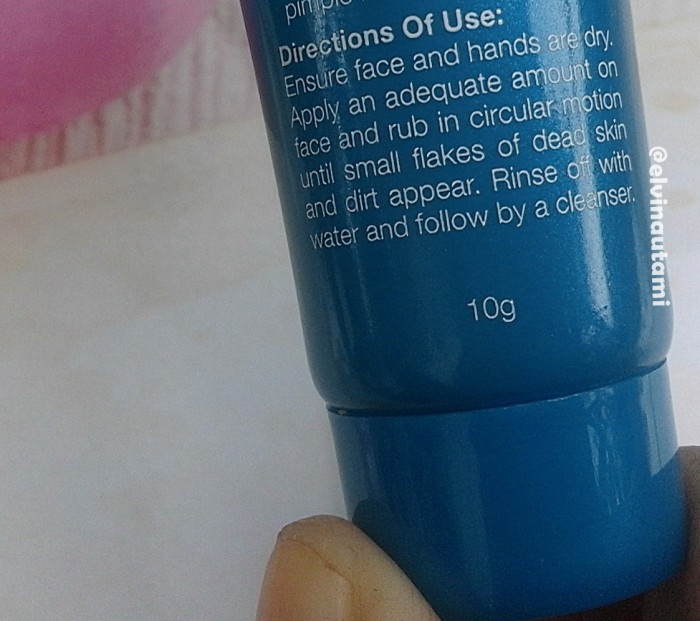 Directions Of Use:
Ensure face and hands are dry.
Apply an adequate amount on
face and rub in circular motion
until small flakes of dead skin
and dirt appear. Rinse off with
water and follow by a cleanser.
10g
@elvinautami